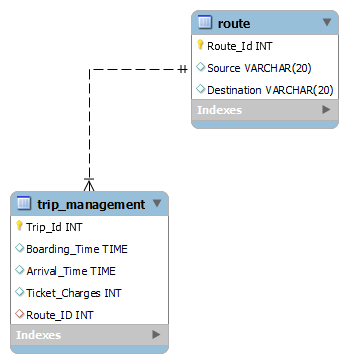 route
Route_Id INT
Source VARCHAR(20)
Destination VARCHAR(20)
Indexes
trip_management
Trip_Id INT
Boarding_Time TIME
Arrival_Time TIME
Ticket_Charges INT
Route_ID INT
Indexes